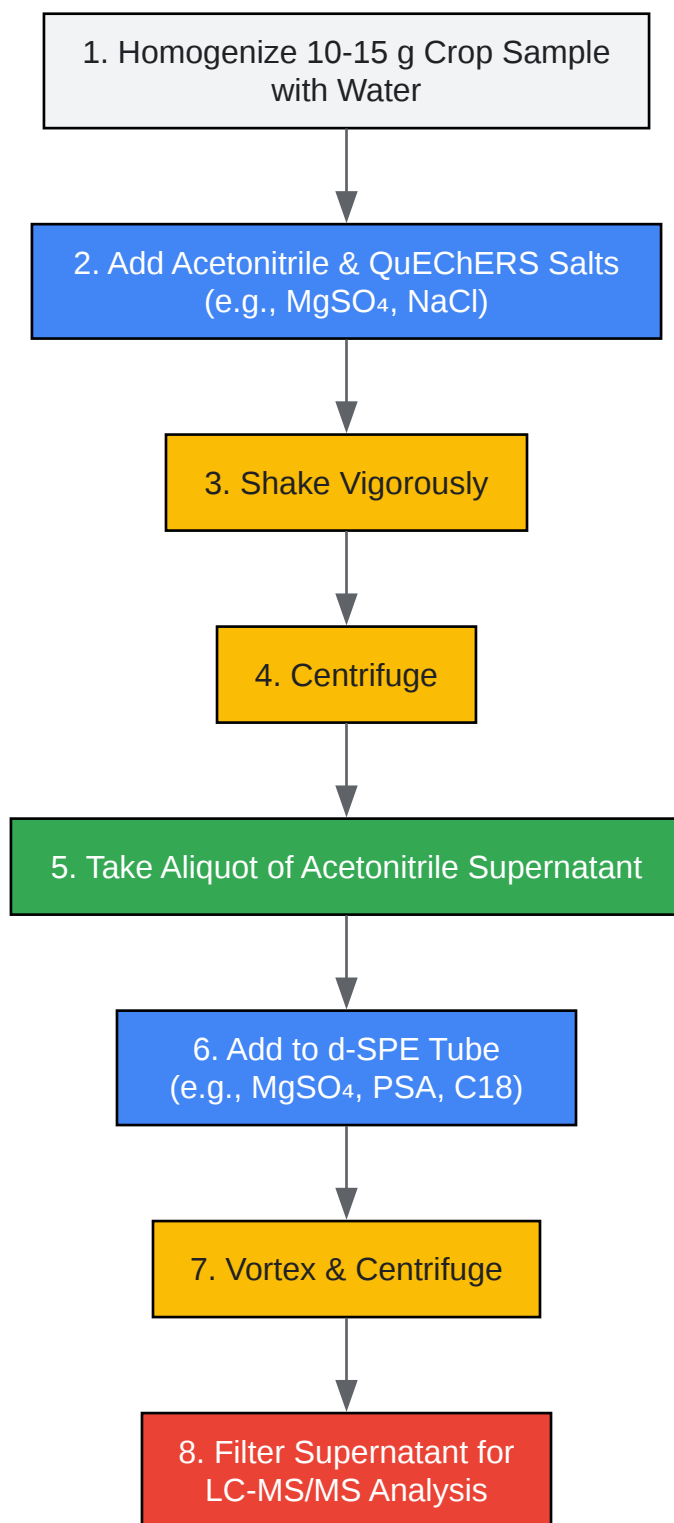 1. Homogenize 10-15 g Crop Sample
with Water
2. Add Acetonitrile & QuEChERS Salts
(e.g., MgSO₄, NaCl)
3. Shake Vigorously
4. Centrifuge
5. Take Aliquot of Acetonitrile Supernatant
6. Add to d-SPE Tube
(e.g., MgSO₄, PSA, C18)
7. Vortex & Centrifuge
8. Filter Supernatant for
LC-MS/MS Analysis